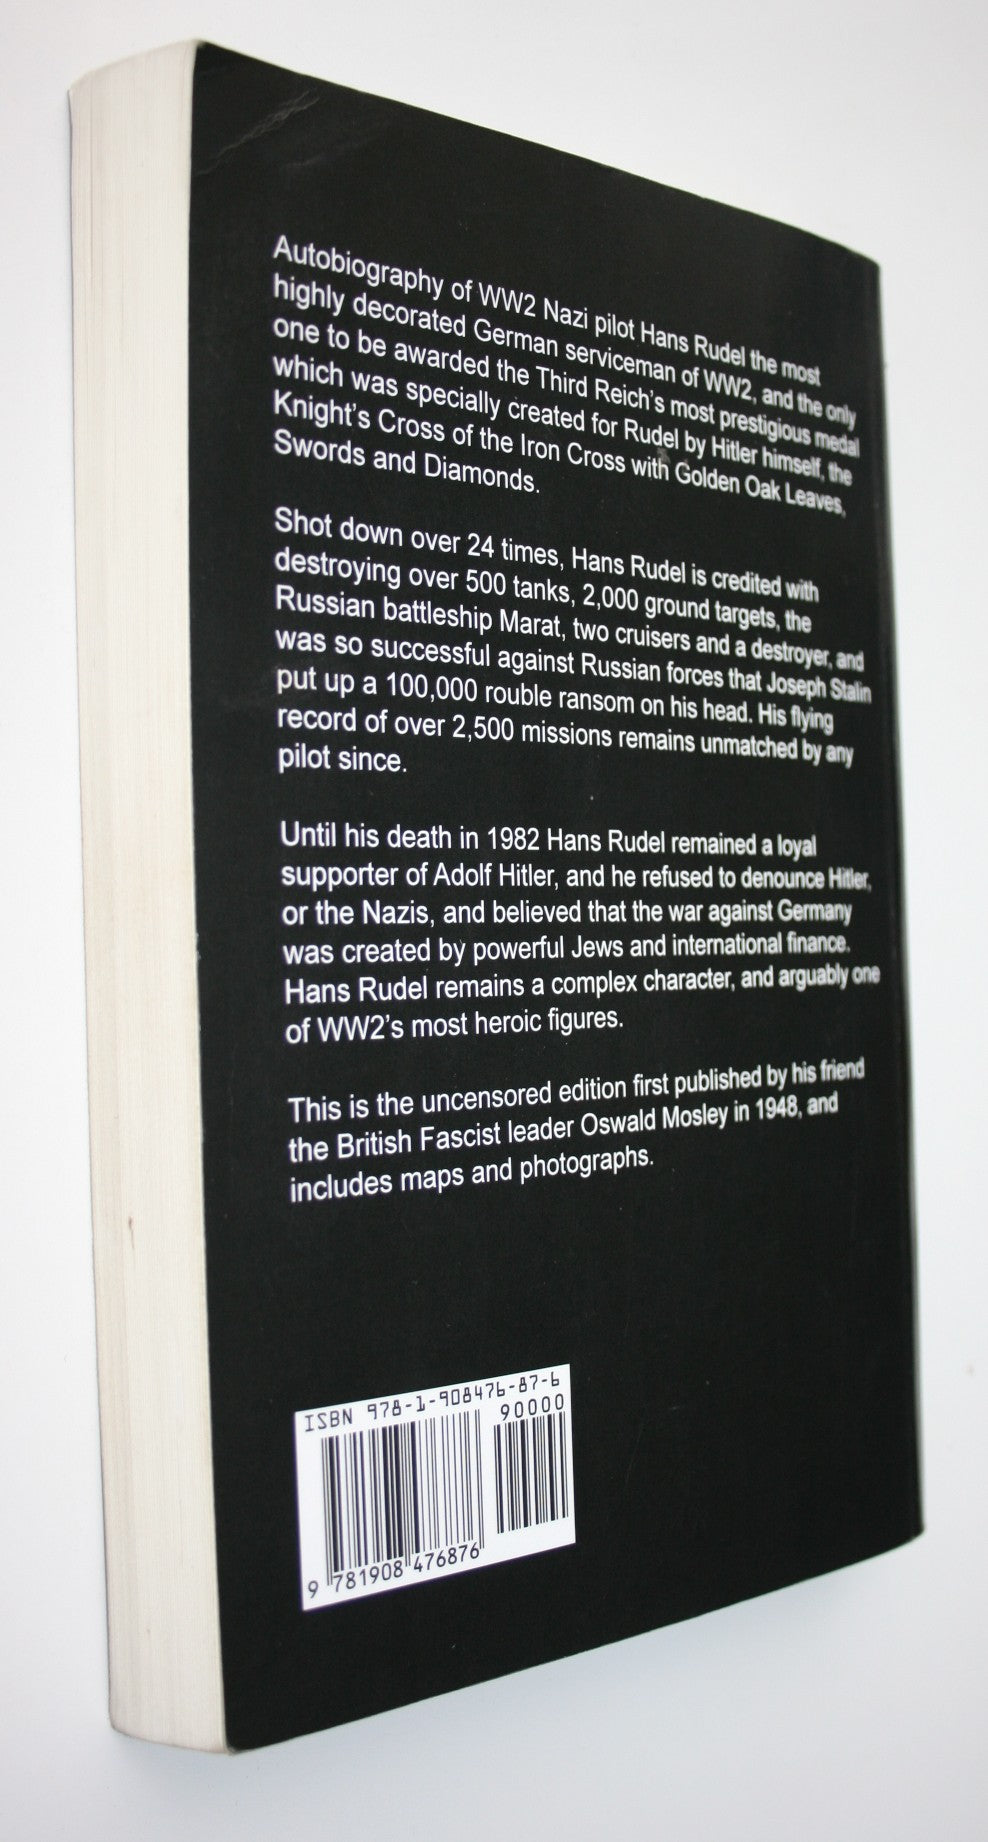 Autobiography of WW2 Nazi pilot Hans Rudel the most
highly decorated German serviceman of WW2, and the only
one to be awarded the Third Reich's most prestigious medal
which was specially created for Rudel by Hitler himself, the
Knight's Cross of the Iron Cross with Golden Oak Leaves,
Swords and Diamonds.
Shot down over 24 times, Hans Rudel is credited with
destroying over 500 tanks, 2,000 ground targets, the
Russian battleship Marat, two cruisers and a destroyer, and
was so successful against Russian forces that Joseph Stalin
put up a 100,000 rouble ransom on his head. His flying
record of over 2,500 missions remains unmatched by any
pilot since.
Until his death in 1982 Hans Rudel remained a loyal
supporter of Adolf Hitler, and he refused to denounce Hitler,
or the Nazis, and believed that the war against Germany
was created by powerful Jews and international finance.
Hans Rudel remains a complex character, and arguably one
of WW2's most heroic figures.
This is the uncensored edition first published by his friend
the British Fascist leader Oswald Mosley in 1948, and
includes maps and photographs.
ISBN 978-1-908476-87-6
90000
9 781908 476876